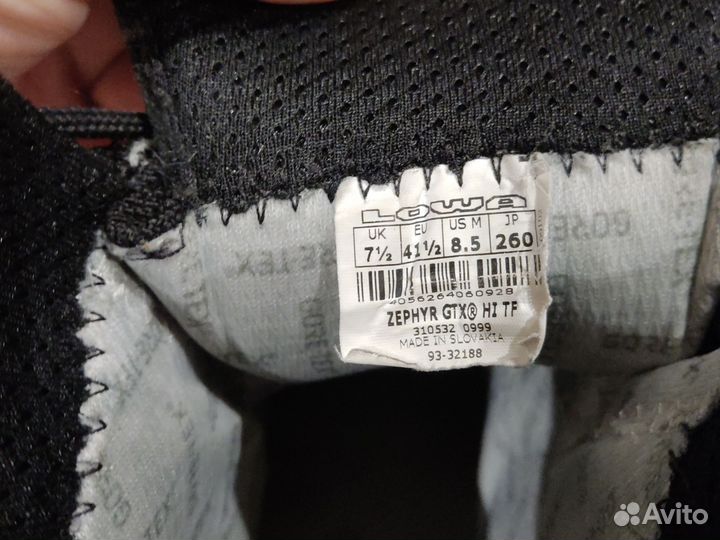 LOWA
UK EU US M JP
7½ 41½ 8.5 260
4056264060928
ZEPHYR GTX® HI TF
310532 0999
MADE IN SLOVAKIA
93-32188
Avito